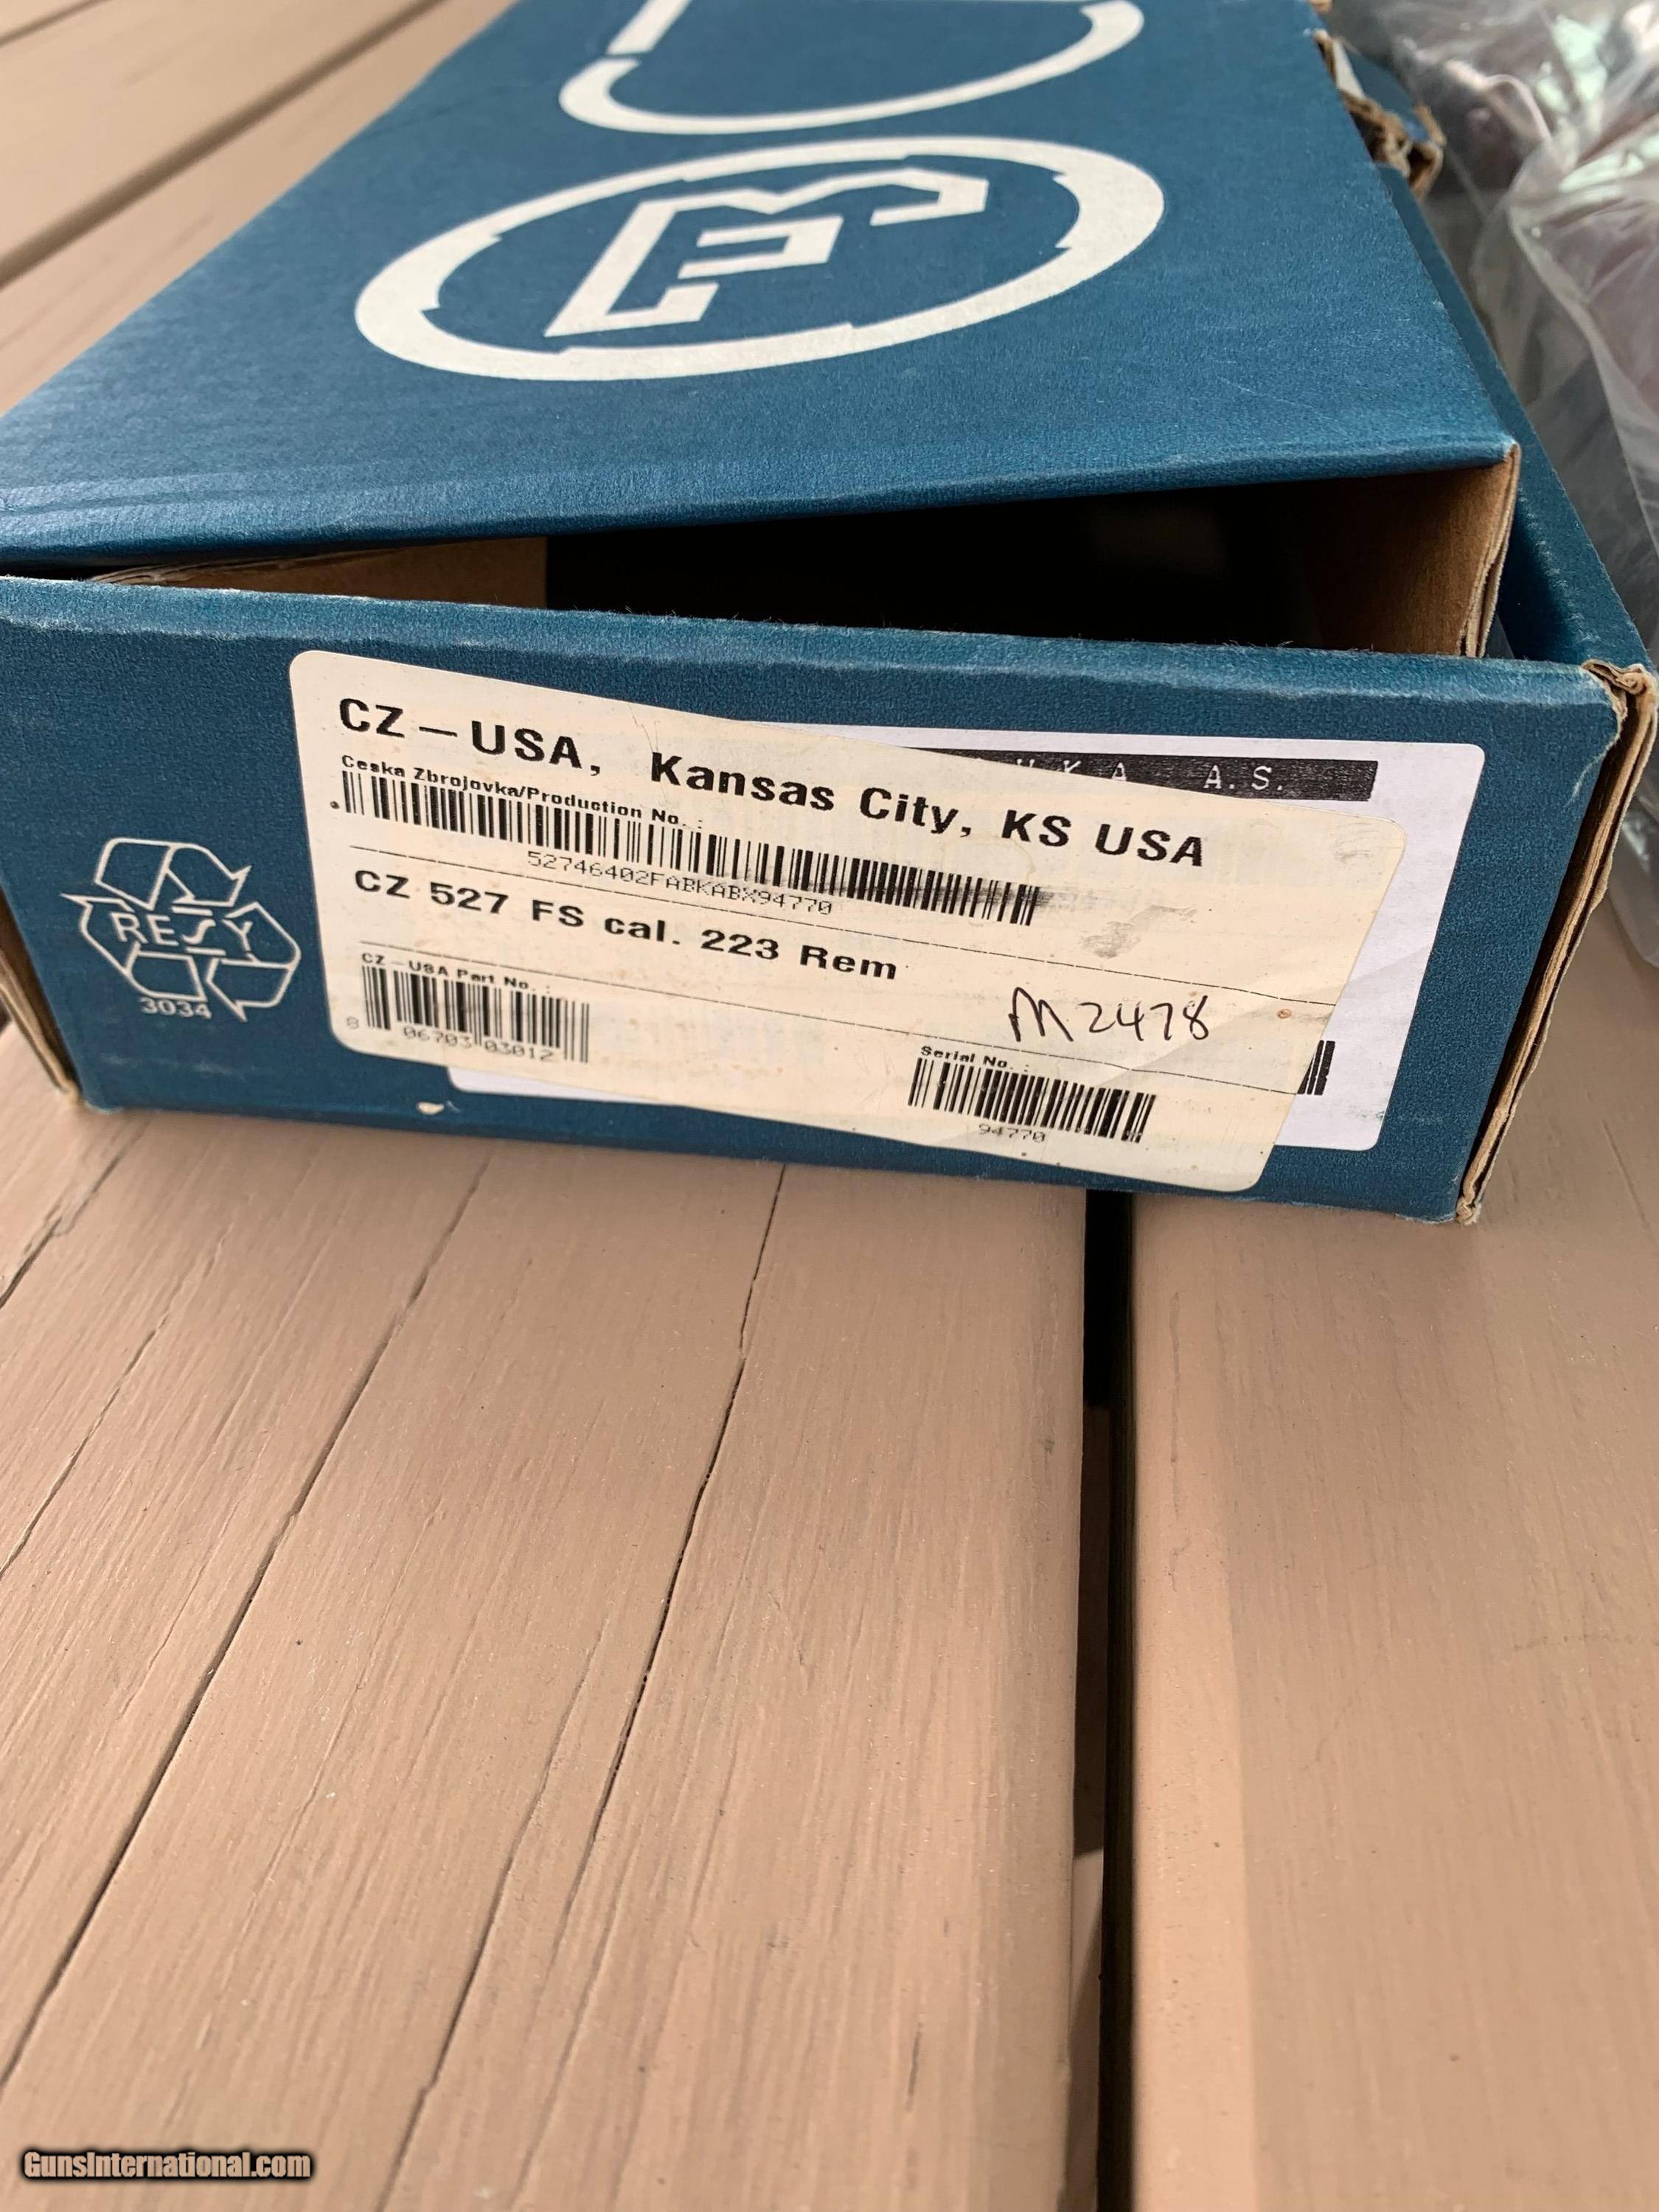 CZ – USA, Kansas City, KS USA
A.S.
Ceska Zbrojovka/Production No. :
52746402FABKABX94770
CZ 527 FS cal. 223 Rem
CZ – USA Part No. :
8 06703 03012
M2478
Serial No. :
94770
RESY
3034
GunsInternational.com